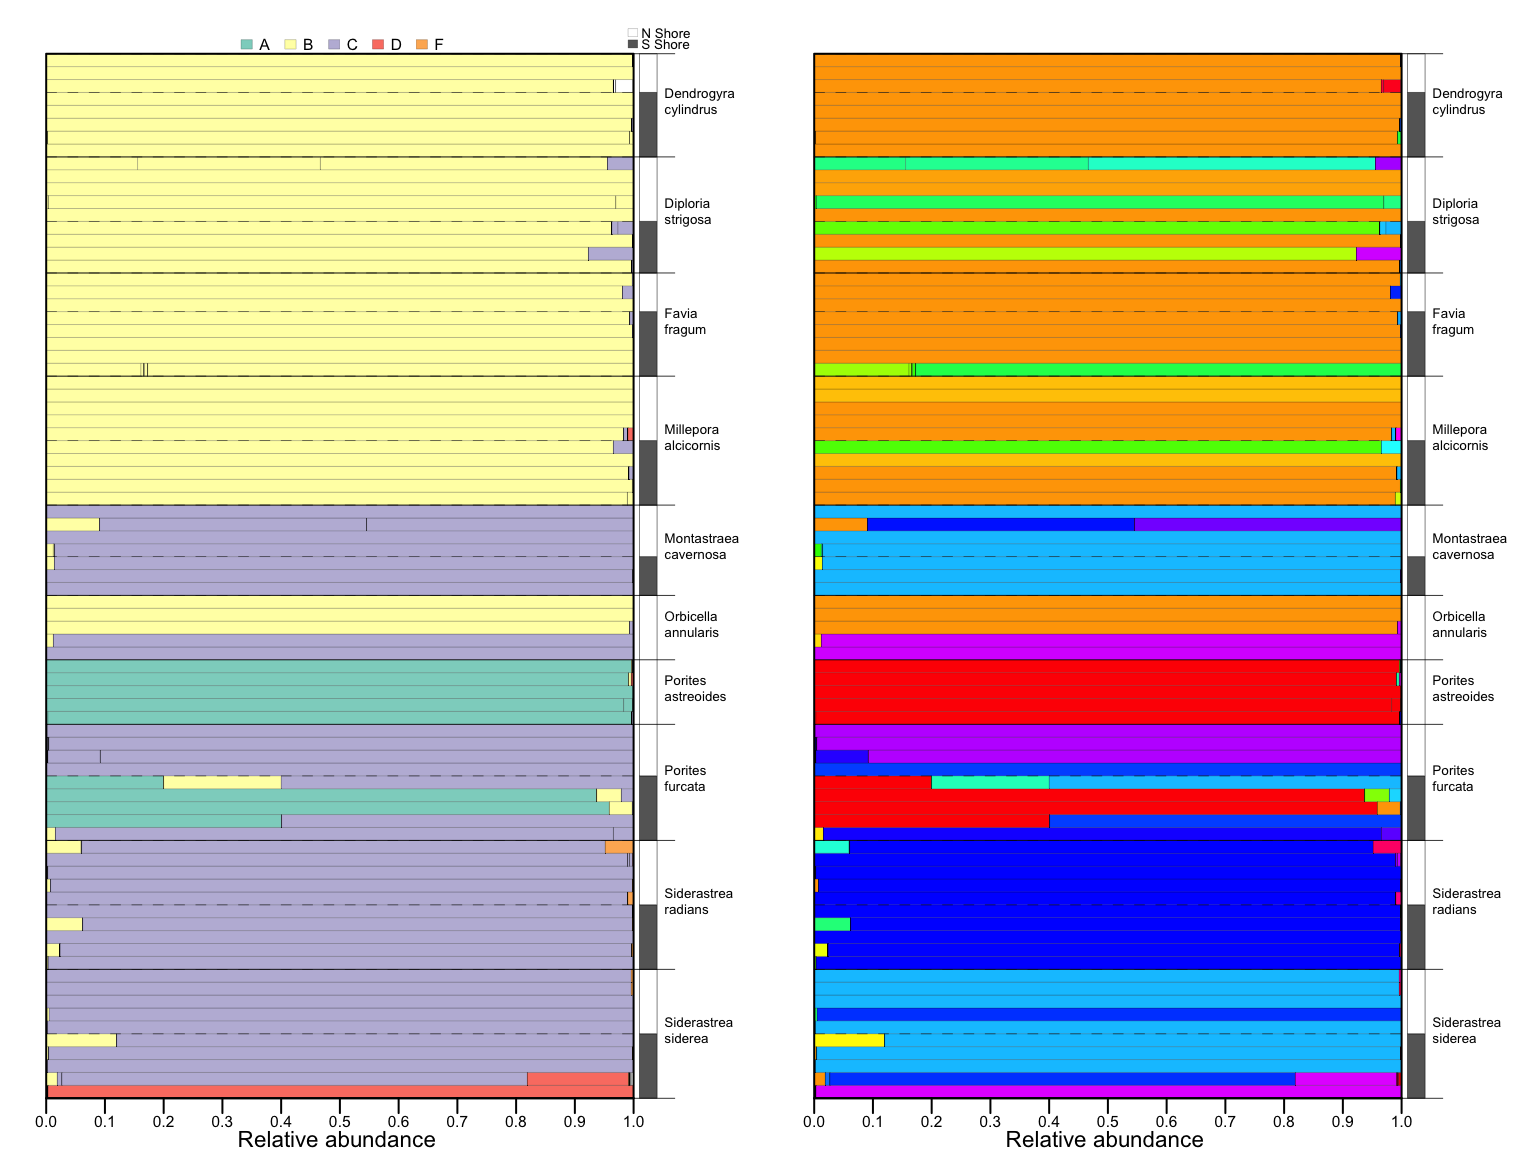 A B C D F
N Shore
S Shore
Dendrogyra
cylindrus
Diploria
strigosa
Favia
fragum
Millepora
alcicornis
Montastraea
cavernosa
Orbicella
annularis
Porites
astreoides
Porites
furcata
Siderastrea
radians
Siderastrea
siderea
0.0 0.1 0.2 0.3 0.4 0.5 0.6 0.7 0.8 0.9 1.0
Relative abundance
Dendrogyra
cylindrus
Diploria
strigosa
Favia
fragum
Millepora
alcicornis
Montastraea
cavernosa
Orbicella
annularis
Porites
astreoides
Porites
furcata
Siderastrea
radians
Siderastrea
siderea
0.0 0.1 0.2 0.3 0.4 0.5 0.6 0.7 0.8 0.9 1.0
Relative abundance